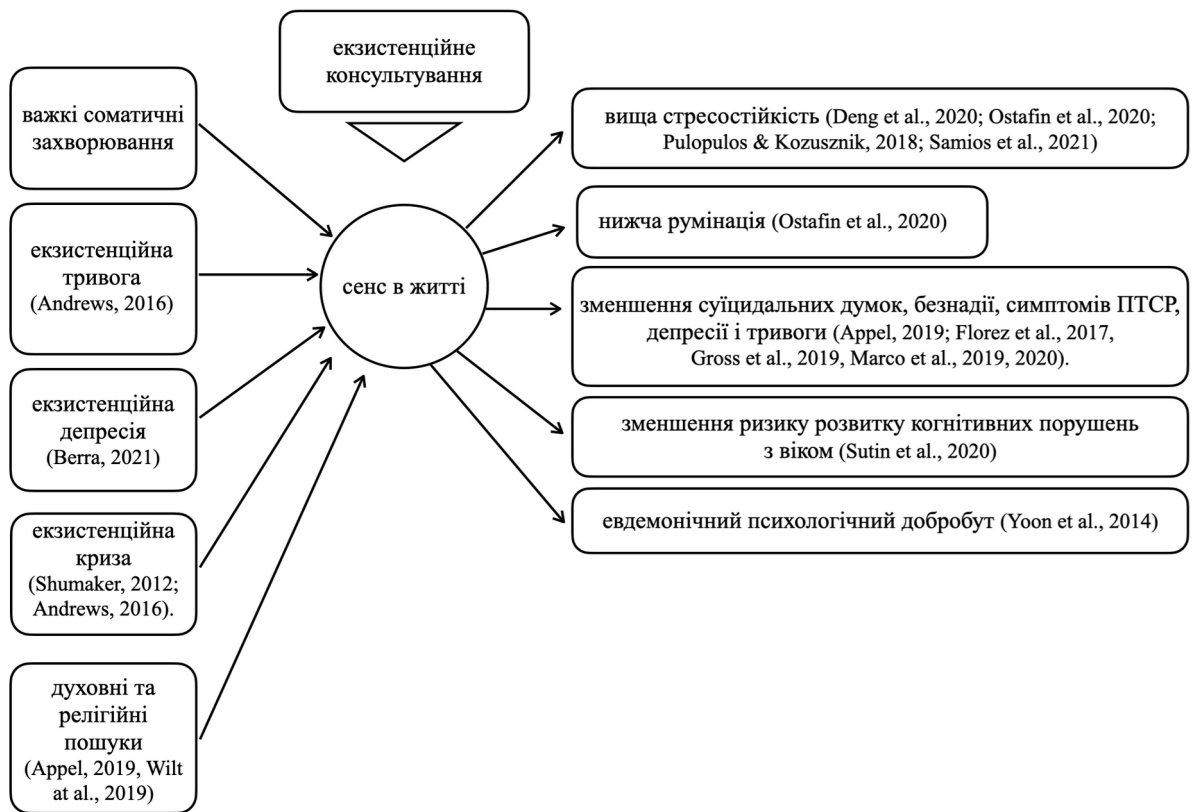 екзистенційне
консультування
важкі соматичні
захворювання
екзистенційна
тривога
(Andrews, 2016)
екзистенційна
депресія
(Berra, 2021)
екзистенційна
криза
(Shumaker, 2012;
Andrews, 2016).
духовні та
релігійні
пошуки
(Appel, 2019, Wilt
at al., 2019)
сенс в житті
вища стресостійкість (Deng et al., 2020; Ostafin et al., 2020;
Pulopulos & Kozusznik, 2018; Samios et al., 2021)
нижча румінація (Ostafin et al., 2020)
зменшення суїцидальних думок, безнадії, симптомів ПТСР,
депресії і тривоги (Appel, 2019; Florez et al., 2017,
Gross et al., 2019, Marco et al., 2019, 2020).
зменшення ризику розвитку когнітивних порушень
з віком (Sutin et al., 2020)
евдемонічний психологічний добробут (Yoon et al., 2014)